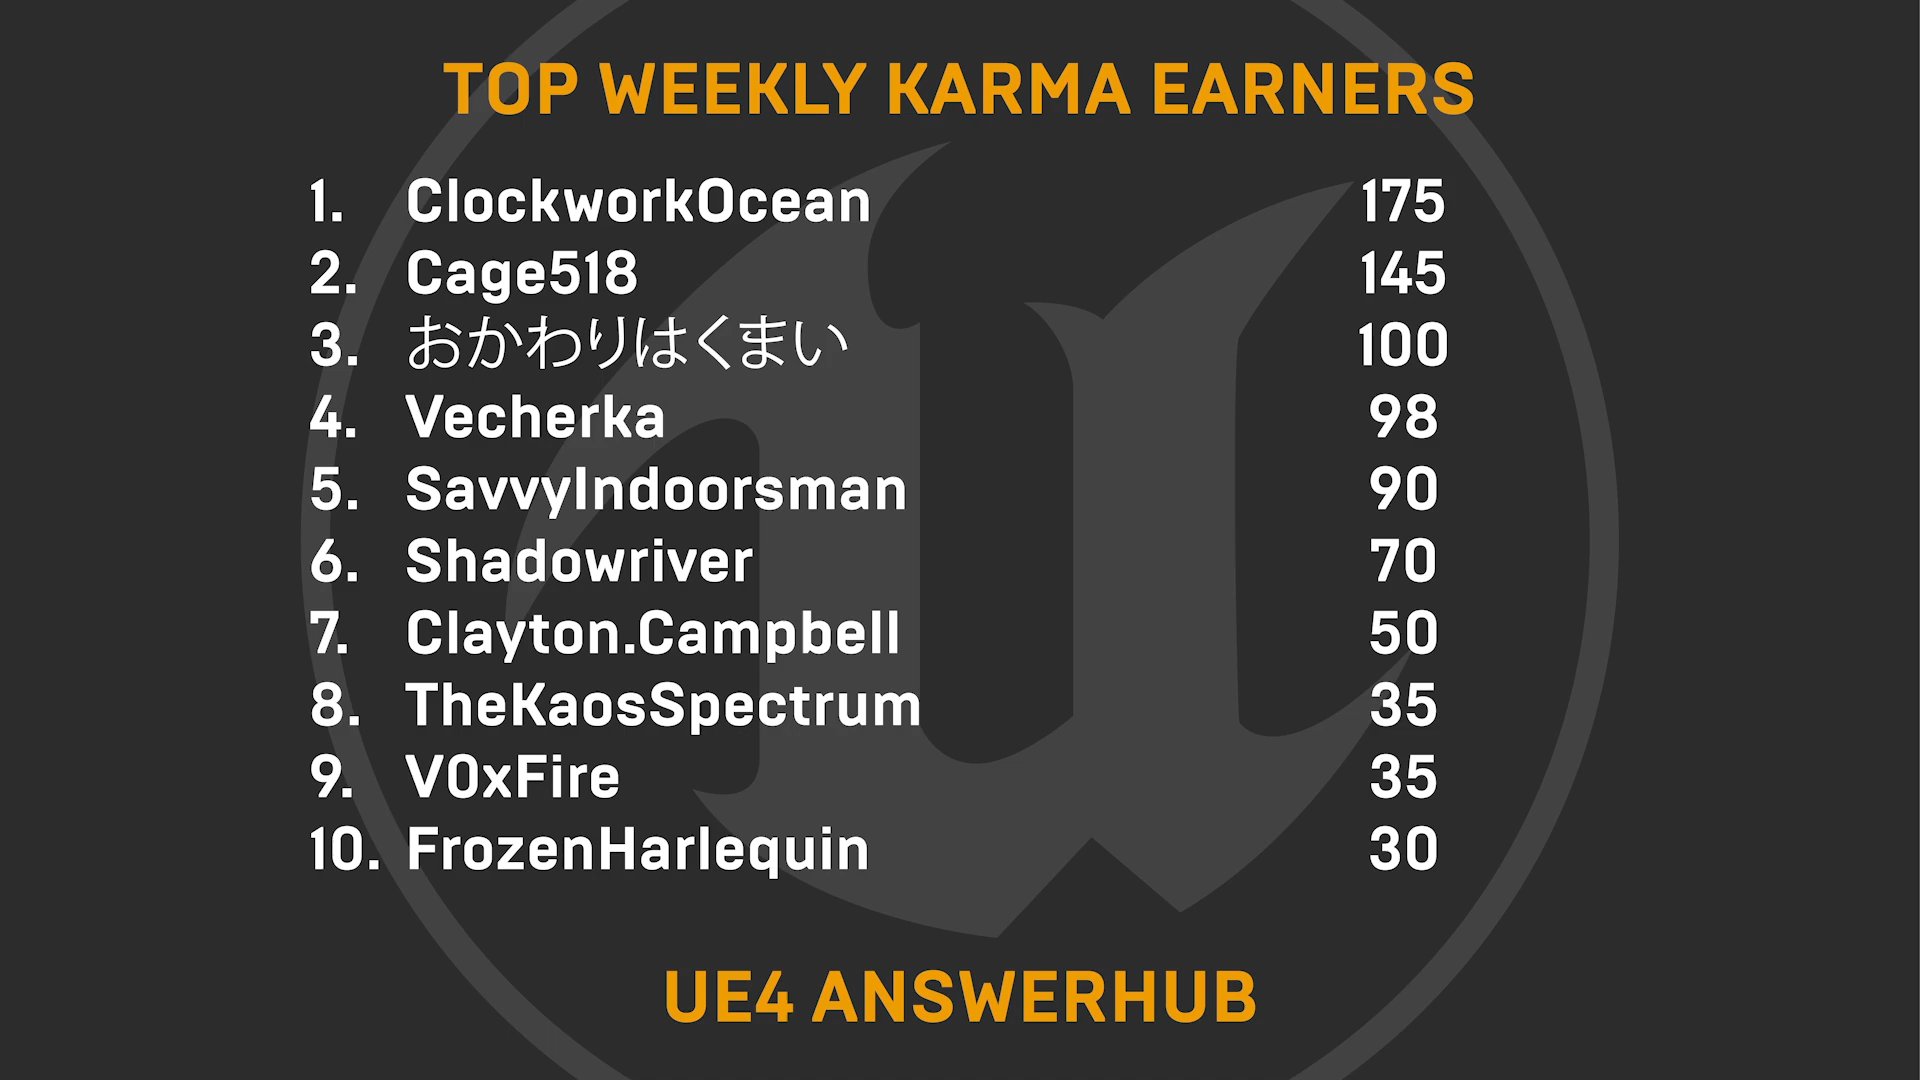 TOP WEEKLY KARMA EARNERS
1. ClockworkOcean 175
2. Cage518 145
3. おかわりはくまい 100
4. Vecherka 98
5. SavvyIndoorsman 90
6. Shadowriver 70
7. Clayton.Campbell 50
8. TheKaosSpectrum 35
9. V0xFire 35
10. FrozenHarlequin 30
UE4 ANSWERHUB